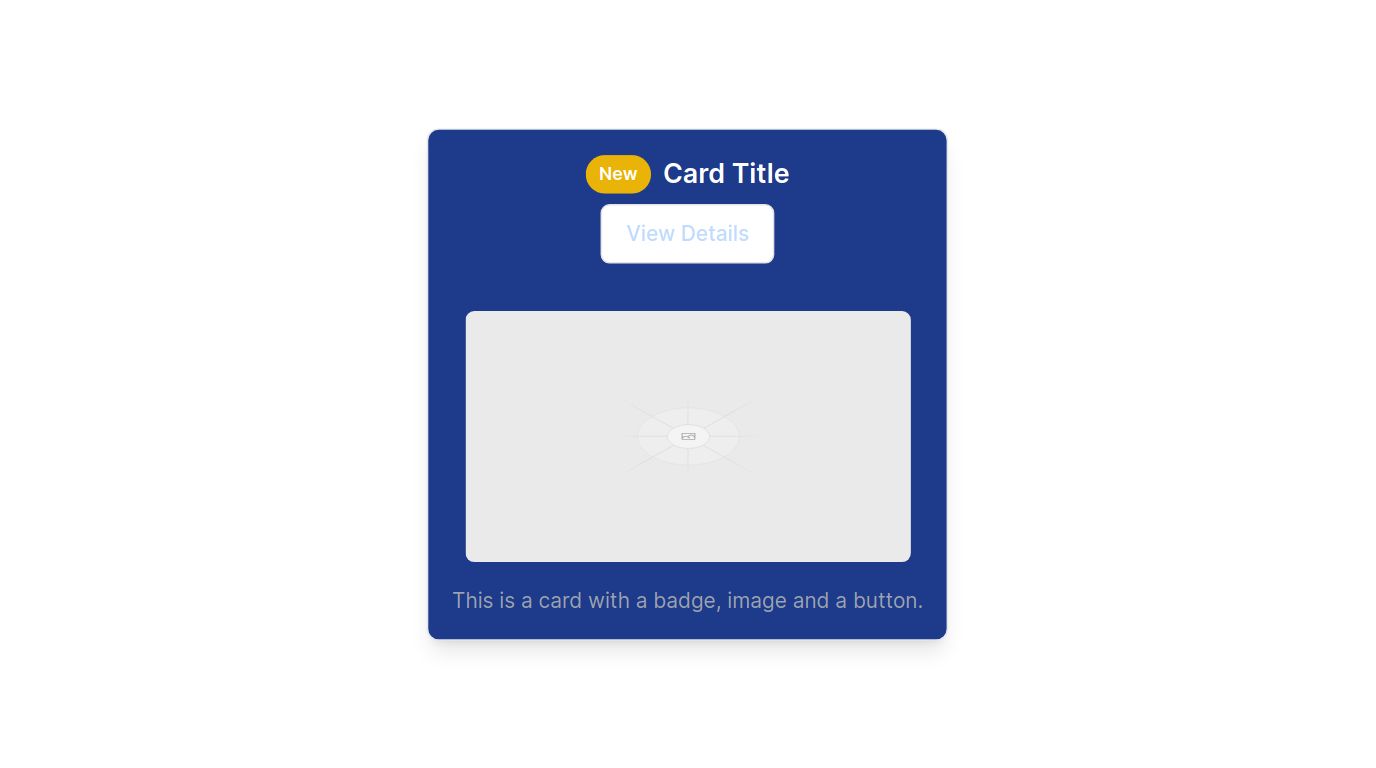 New Card Title
View Details
This is a card with a badge, image and a button.